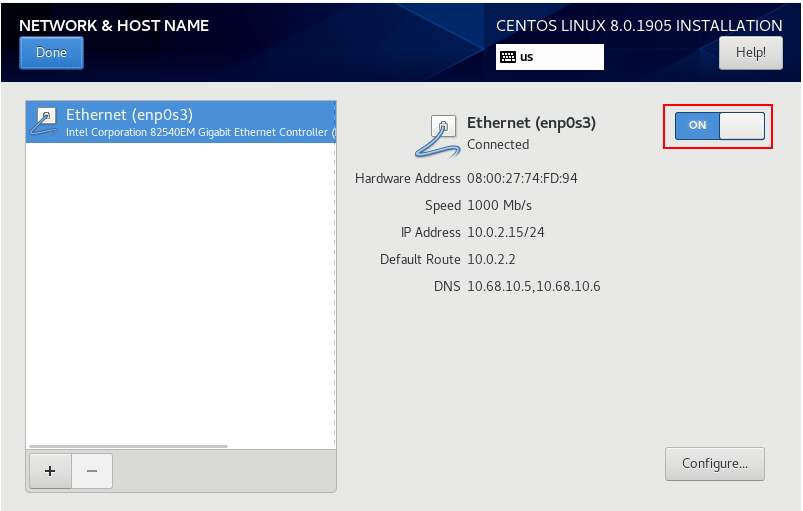 NETWORK & HOST NAME
CENTOS LINUX 8.0.1905 INSTALLATION
Done
us
Help!
Ethernet (enp0s3)
Intel Corporation 82540EM Gigabit Ethernet Controller (
Ethernet (enp0s3)
Connected
ON
Hardware Address 08:00:27:74:FD:94
Speed 1000 Mb/s
IP Address 10.0.2.15/24
Default Route 10.0.2.2
DNS 10.68.10.5,10.68.10.6
+ −
Configure...